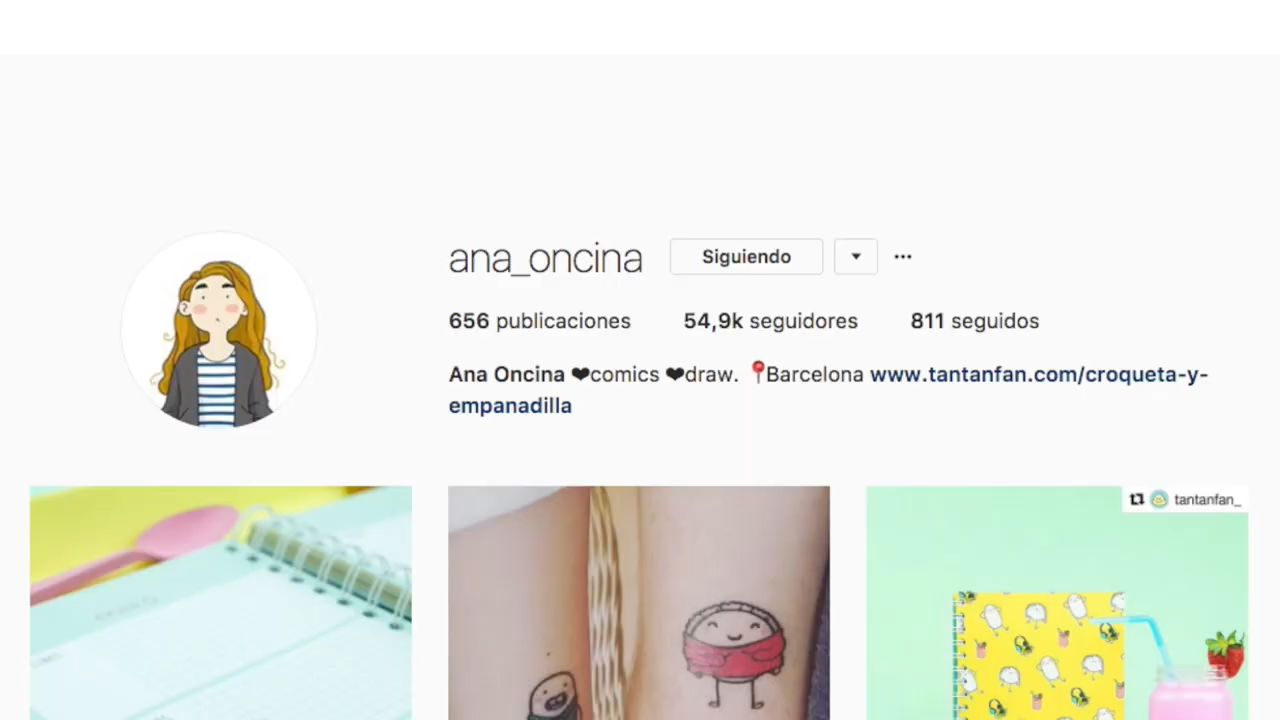 ana_oncina Siguiendo
656 publicaciones 54,9k seguidores 811 seguidos
Ana Oncina ❤comics ❤draw. 📍Barcelona www.tantanfan.com/croqueta-y-
empanadilla
tantanfan_